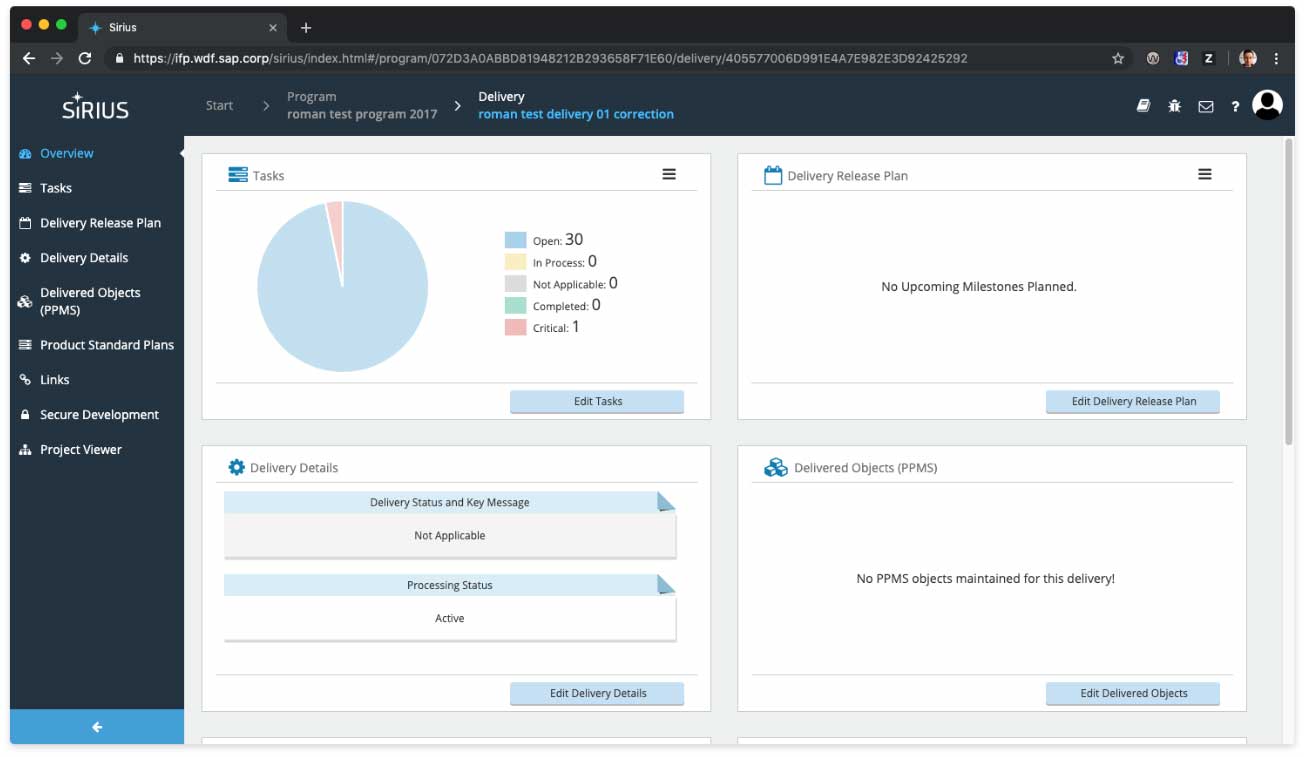 Sirius
https://ifp.wdf.sap.corp/sirius/index.html#/program/072D3A0ABBD81948212B293658F71E60/delivery/405577006D991E4A7E982E3D92425292
SIRIUS
Start
Program
roman test program 2017
Delivery
roman test delivery 01 correction
?
Overview
Tasks
Delivery Release Plan
Delivery Details
Delivered Objects
(PPMS)
Product Standard Plans
Links
Secure Development
Project Viewer
Tasks
Open: 30
In Process: 0
Not Applicable: 0
Completed: 0
Critical: 1
Edit Tasks
Delivery Release Plan
No Upcoming Milestones Planned.
Edit Delivery Release Plan
Delivery Details
Delivery Status and Key Message
Not Applicable
Processing Status
Active
Edit Delivery Details
Delivered Objects (PPMS)
No PPMS objects maintained for this delivery!
Edit Delivered Objects